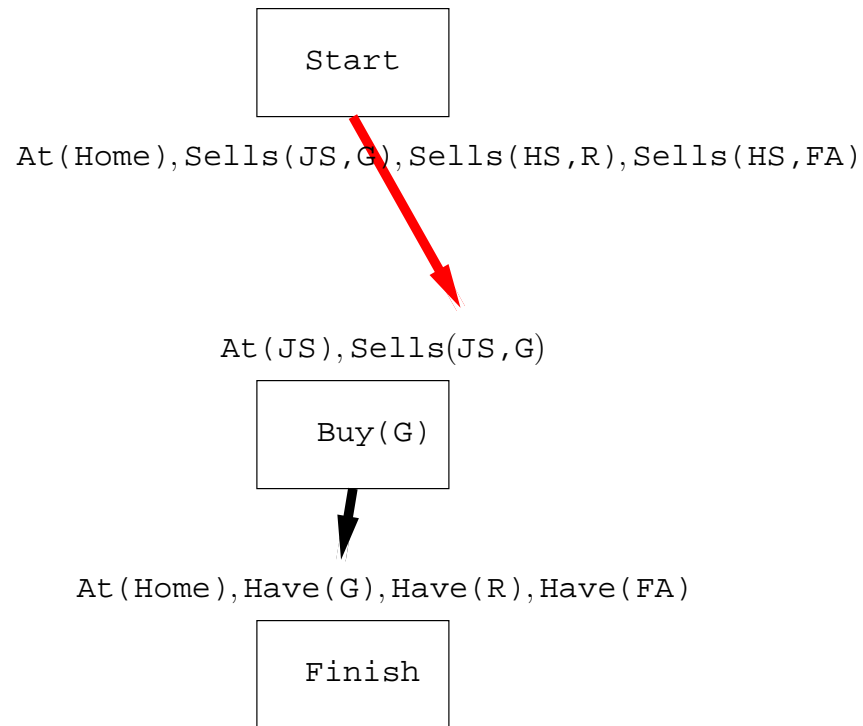 Start
At(Home),Sells(JS,G),Sells(HS,R),Sells(HS,FA)
At(JS),Sells(JS,G)
Buy(G)
At(Home),Have(G),Have(R),Have(FA)
Finish